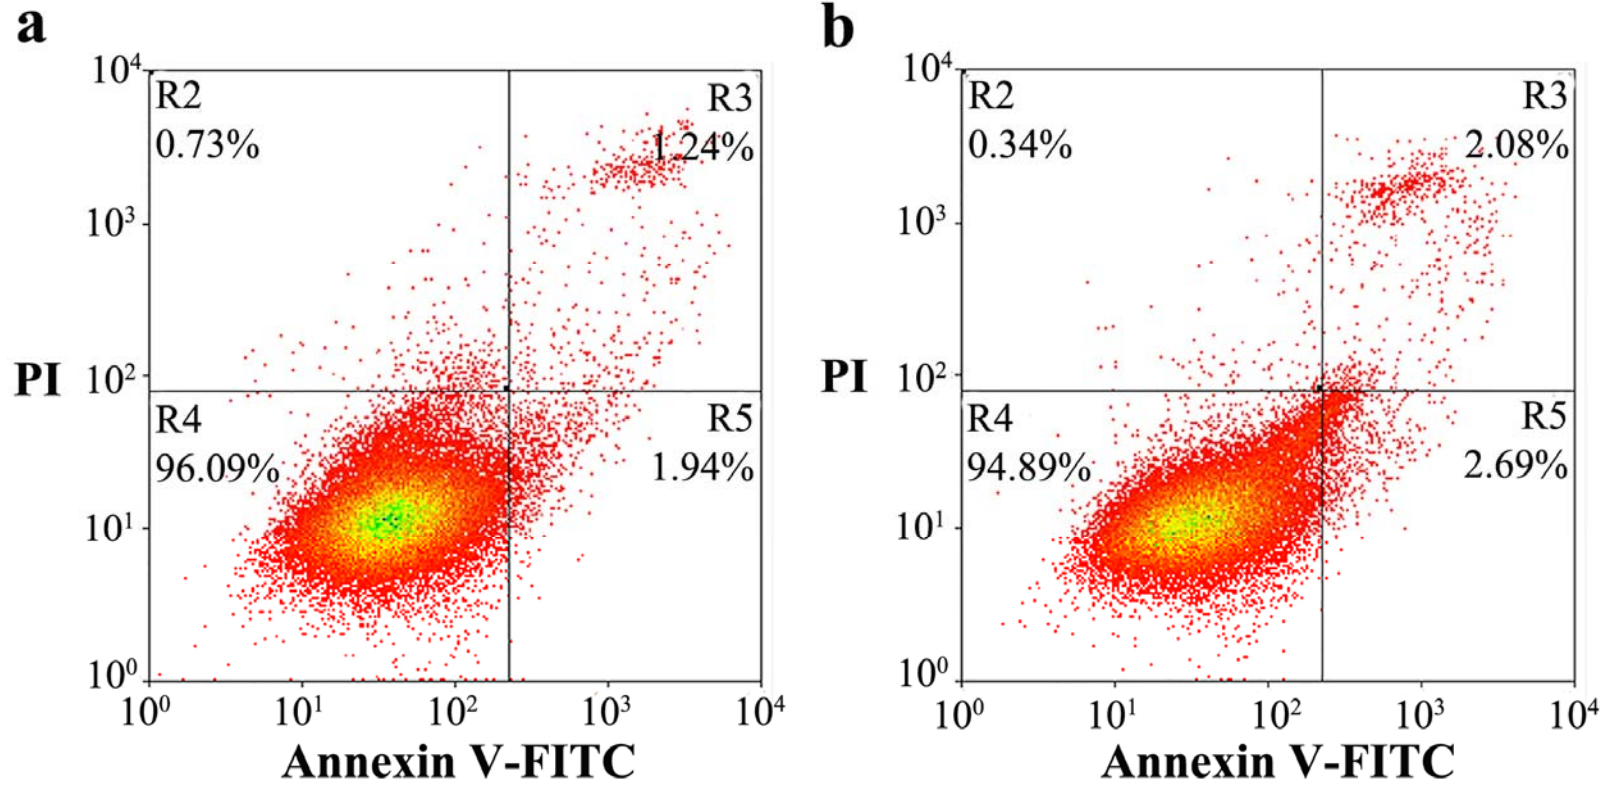 a
10⁴
R2
R3
0.73%
1.24%
10³
PI
10²
R4
R5
96.09%
1.94%
10¹
10⁰
10⁰ 10¹ 10² 10³ 10⁴
Annexin V-FITC
b
10⁴
R2
R3
0.34%
2.08%
10³
PI
10²
R4
R5
94.89%
2.69%
10¹
10⁰
10⁰ 10¹ 10² 10³ 10⁴
Annexin V-FITC